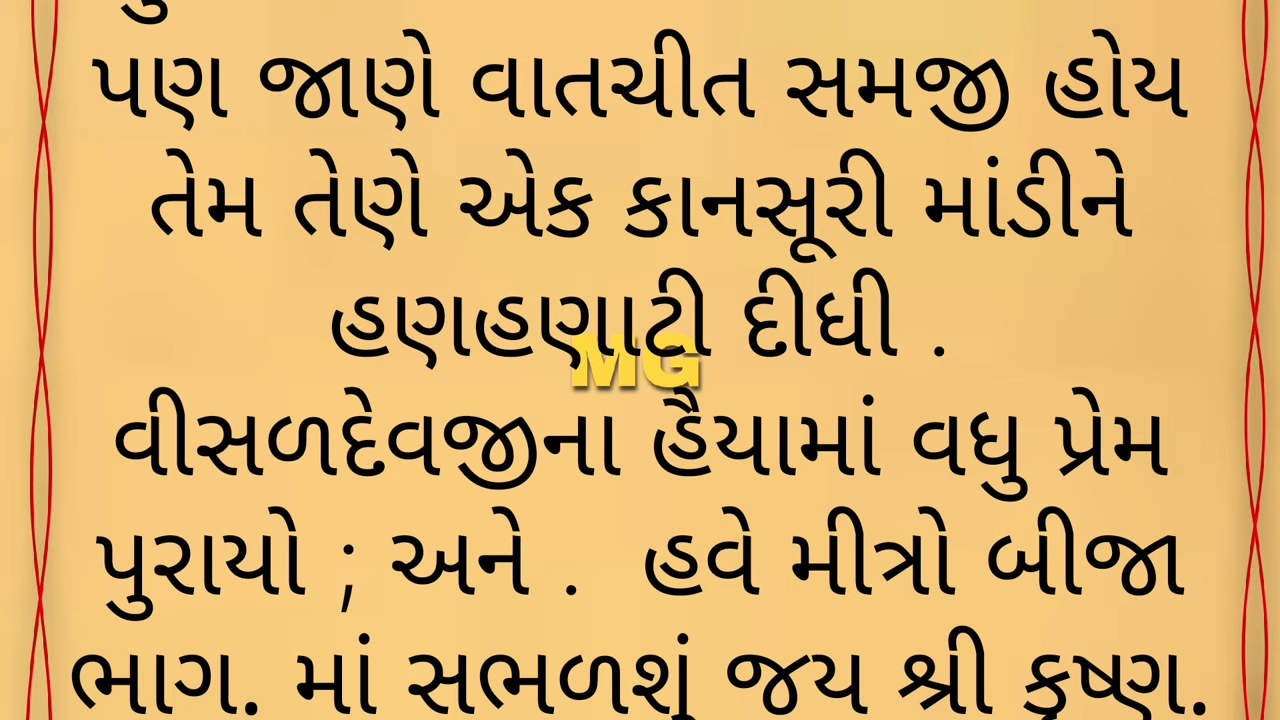 પણ જાણે વાતચીત સમજી હોય
તેમ તેણે એક કાનસૂરી માંડીને
હણહણાટી દીધી .
MG
વીસળદેવજીના હૈયામાં વધુ પ્રેમ
પુરાયો ; અને .  હવે મીત્રો બીજા
ભાગ. માં સભળશું જય શ્રી કૃષ્ણ.